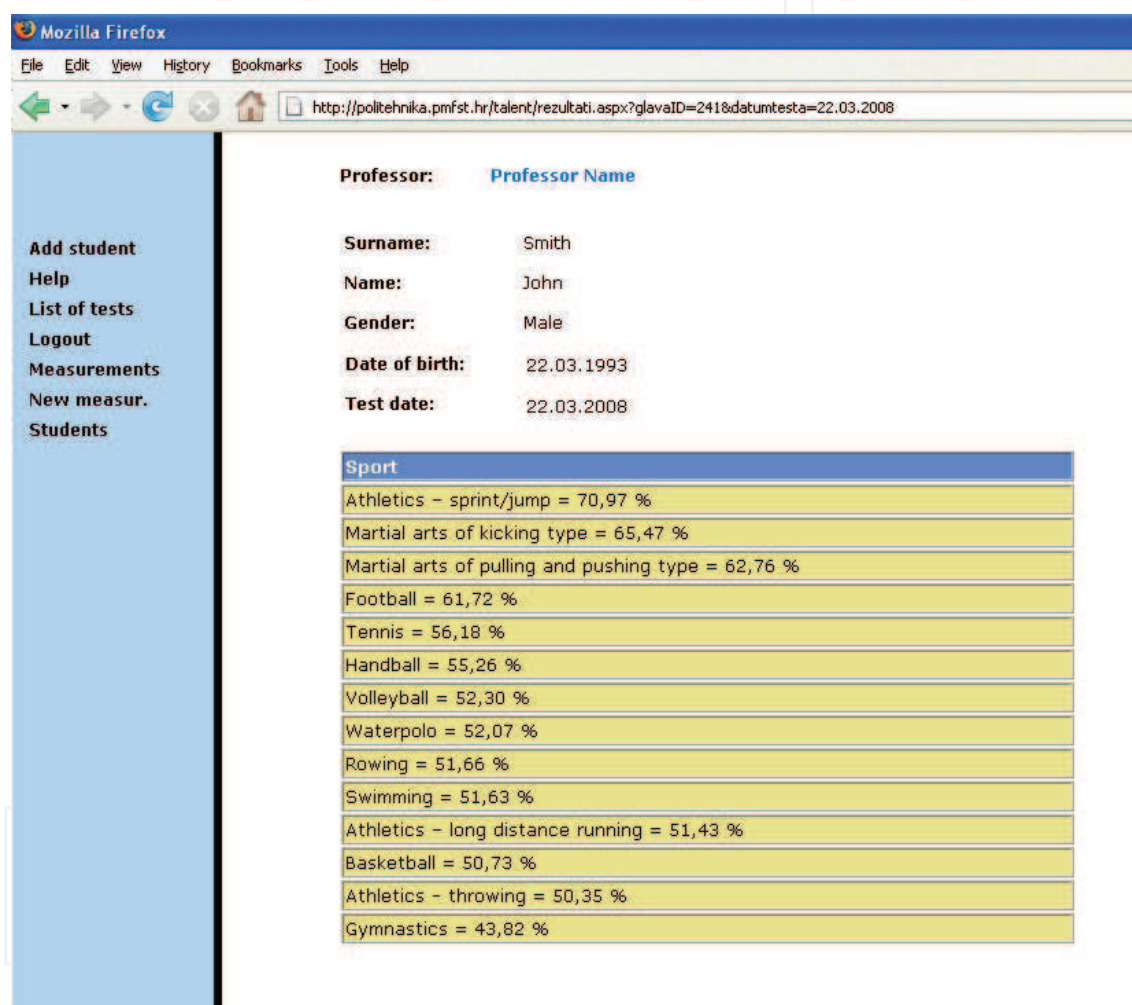 Mozilla Firefox
File Edit View History Bookmarks Tools Help
http://politehnika.pmfst.hr/talent/rezultati.aspx?glavaID=241&datumtesta=22.03.2008
Professor: Professor Name
Add student
Help
List of tests
Logout
Measurements
New measur.
Students
Surname: Smith
Name: John
Gender: Male
Date of birth: 22.03.1993
Test date: 22.03.2008
Sport
Athletics - sprint/jump = 70,97 %
Martial arts of kicking type = 65,47 %
Martial arts of pulling and pushing type = 62,76 %
Football = 61,72 %
Tennis = 56,18 %
Handball = 55,26 %
Volleyball = 52,30 %
Waterpolo = 52,07 %
Rowing = 51,66 %
Swimming = 51,63 %
Athletics - long distance running = 51,43 %
Basketball = 50,73 %
Athletics - throwing = 50,35 %
Gymnastics = 43,82 %